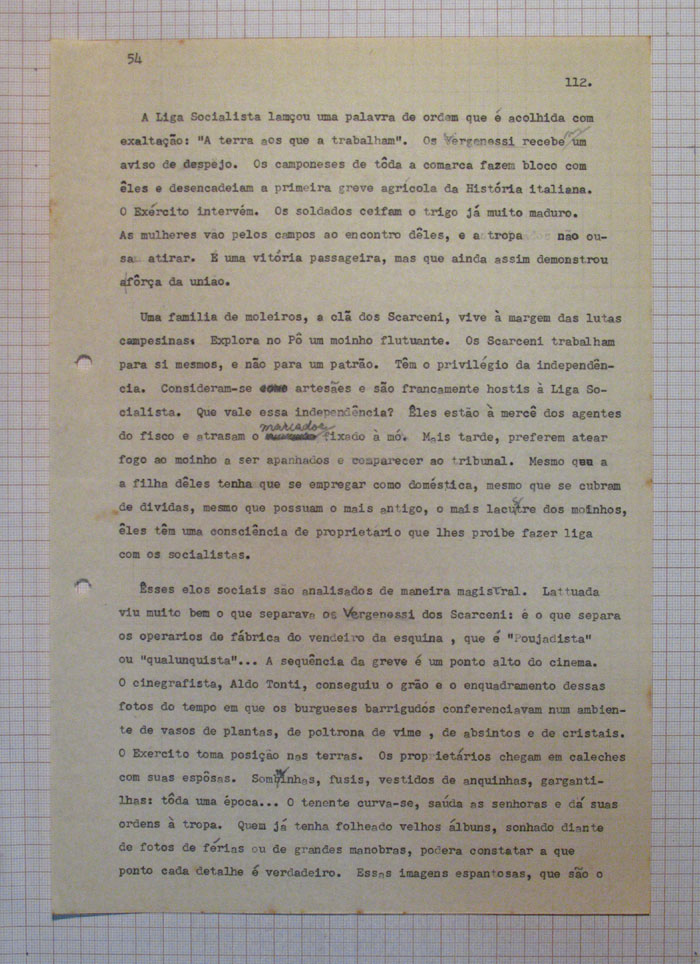 54
112.
A Liga Socialista lamçou uma palavra de ordem que é acolhida com
exaltação: "A terra aos que a trabalham". Os Vergenessi recebem um
aviso de despejo. Os camponeses de tôda a comarca fazem bloco com
êles e desencadeiam a primeira greve agrícola da História italiana.
O Exército intervém. Os soldados ceifam o trigo já muito maduro.
As mulheres vão pelos campos ao encontro dêles, e a tropa não ou-
sa atirar. É uma vitória passageira, mas que ainda assim demonstrou
a fôrça da união.
Uma família de moleiros, a clã dos Scarceni, vive à margem das lutas
campesinas. Explora no Pô um moinho flutuante. Os Scarceni trabalham
para si mesmos, e não para um patrão. Têm o privilégio da independên-
cia. Consideram-se artesães e são francamente hostis à Liga So-
cialista. Que vale essa independência? Êles estão à mercê dos agentes
do fisco e atrasam o marcador fixado à mó. Mais tarde, preferem atear
fogo ao moinho a ser apanhados e comparecer ao tribunal. Mesmo que a
a filha dêles tenha que se empregar como doméstica, mesmo que se cubram
de dividas, mesmo que possuam o mais antigo, o mais lacustre dos moinhos,
êles têm uma consciência de proprietario que lhes proibe fazer liga
com os socialistas.
Êsses elos sociais são analisados de maneira magistral. Lattuada
viu muito bem o que separava os Vergenessi dos Scarceni: é o que separa
os operarios de fábrica do vendeiro da esquina , que é "Poujadista"
ou "qualunquista"... A sequência da greve é um ponto alto do cinema.
O cinegrafista, Aldo Tonti, conseguiu o grão e o enquadramento dessas
fotos do tempo em que os burgueses barrigudos conferenciavam num ambien-
te de vasos de plantas, de poltrona de vime , de absintos e de cristais.
O Exercito toma posição nas terras. Os proprietários chegam em caleches
com suas espôsas. Sombrinhas, fusis, vestidos de anquinhas, garganti-
lhas: tôda uma época... O tenente curva-se, saúda as senhoras e dá suas
ordens à tropa. Quem já tenha folheado velhos álbuns, sonhado diante
de fotos de férias ou de grandes manobras, podera constatar a que
ponto cada detalhe é verdadeiro. Essas imagens espantosas, que são o